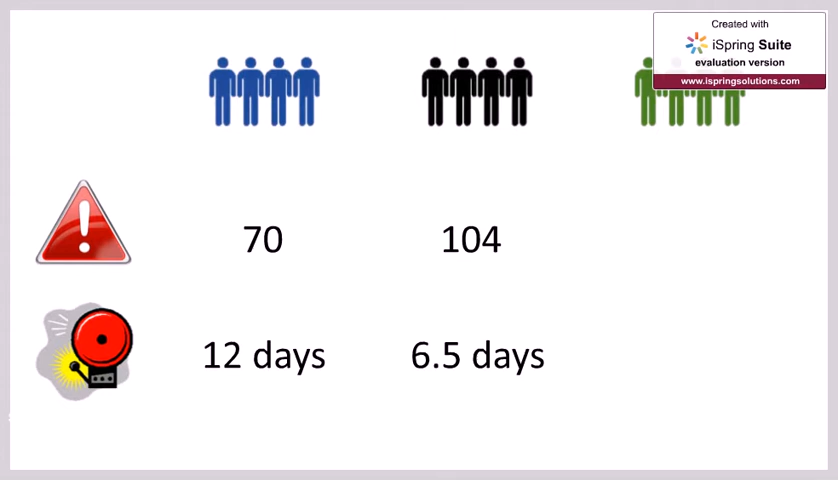 Created with
iSpring Suite
evaluation version
www.ispringsolutions.com
70 104
12 days 6.5 days